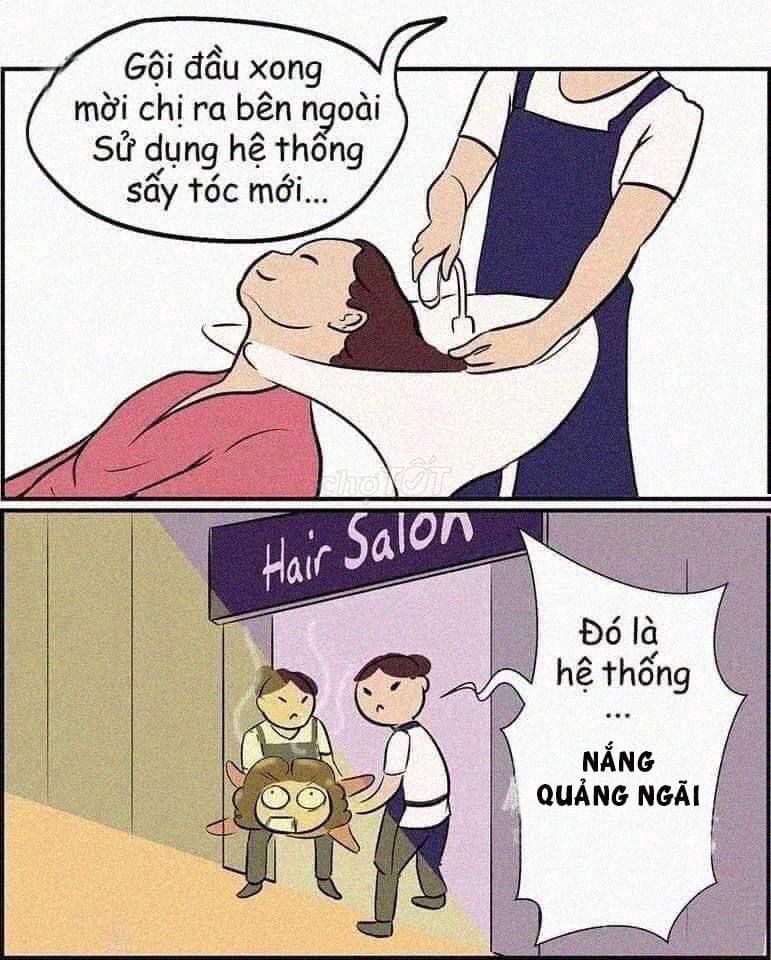 Gội đầu xong
mời chị ra bên ngoài
Sử dụng hệ thống
sấy tóc mới...
chợTỐT
Hair Salon
Đó là
hệ thống
...
NẮNG
QUẢNG NGÃI